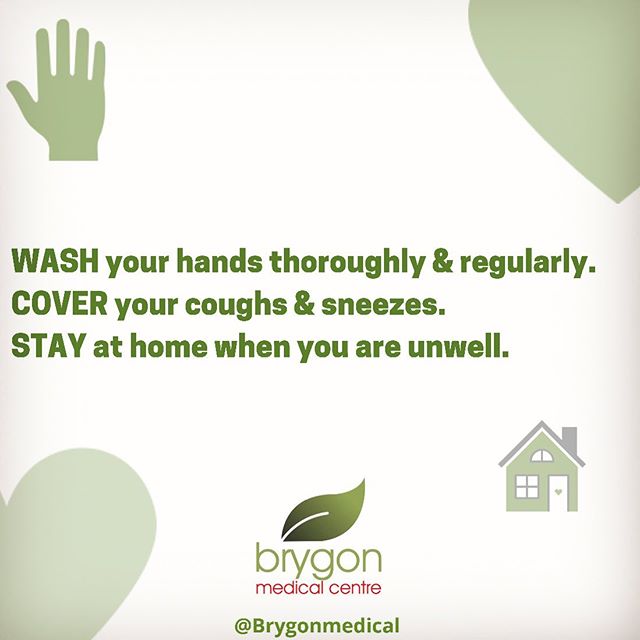 WASH your hands thoroughly & regularly.
COVER your coughs & sneezes.
STAY at home when you are unwell.
brygon
medical centre
@Brygonmedical